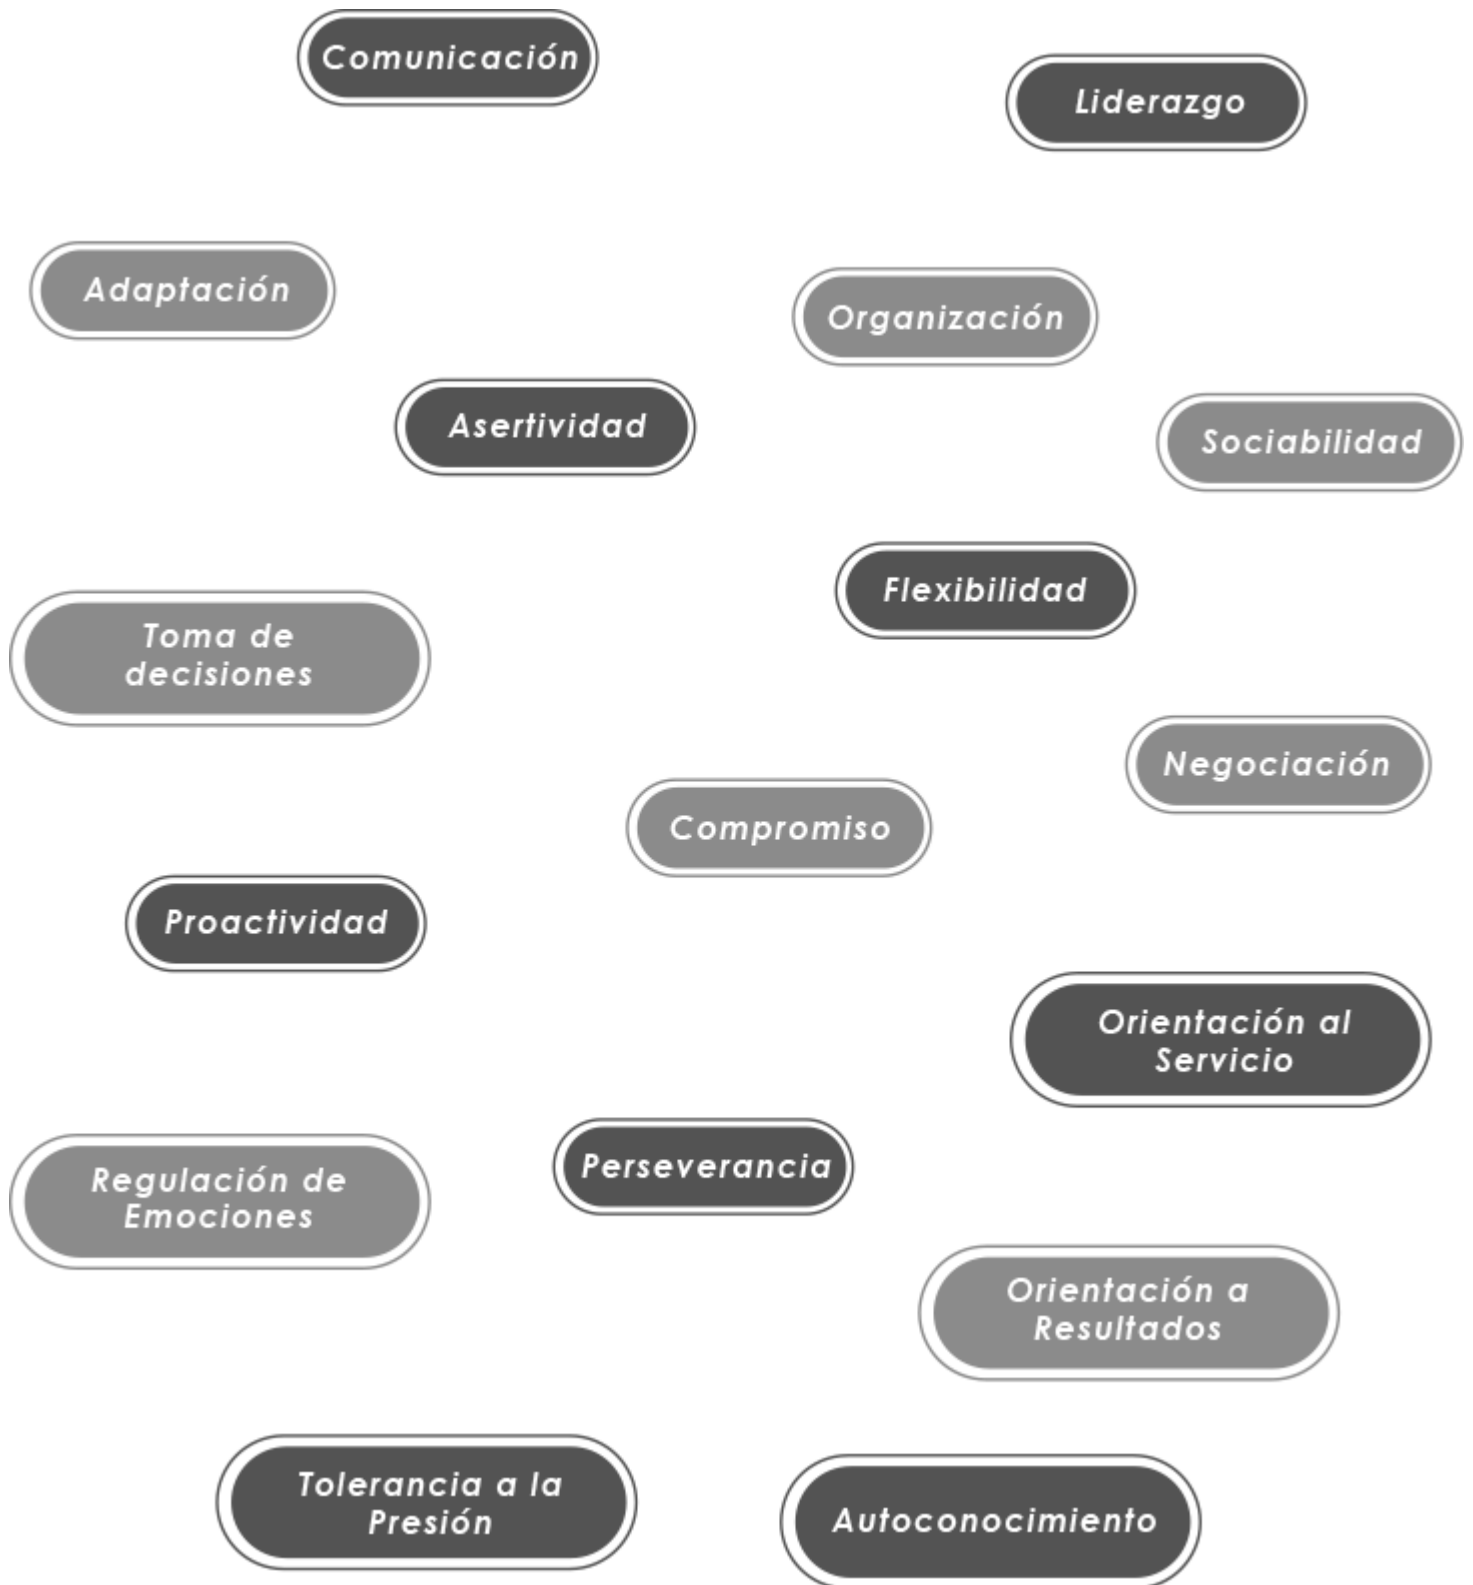 Comunicación
Liderazgo
Adaptación
Organización
Asertividad
Sociabilidad
Flexibilidad
Toma de
decisiones
Negociación
Compromiso
Proactividad
Orientación al
Servicio
Perseverancia
Regulación de
Emociones
Orientación a
Resultados
Tolerancia a la
Presión
Autoconocimiento